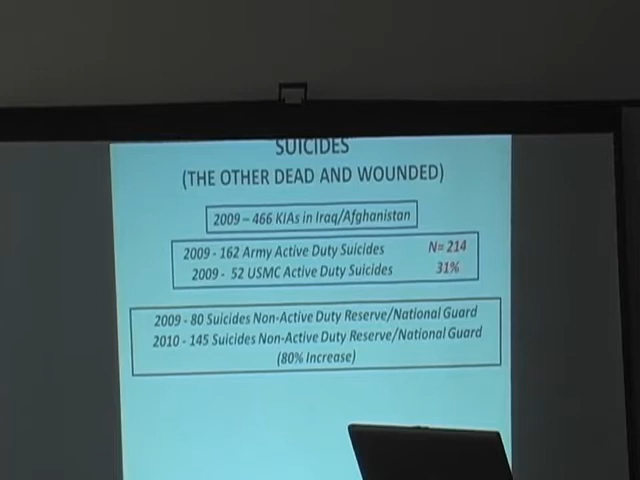 SUICIDES
(THE OTHER DEAD AND WOUNDED)
2009 – 466 KIAs in Iraq/Afghanistan
2009 - 162 Army Active Duty Suicides N= 214
2009 - 52 USMC Active Duty Suicides 31%
2009 - 80 Suicides Non-Active Duty Reserve/National Guard
2010 - 145 Suicides Non-Active Duty Reserve/National Guard
(80% Increase)